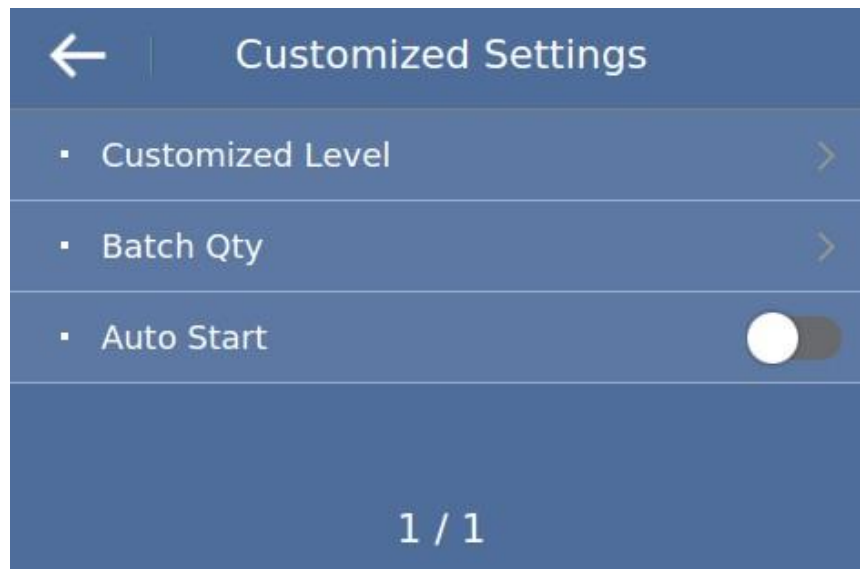 Customized Settings
Customized Level
Batch Qty
Auto Start
1 / 1